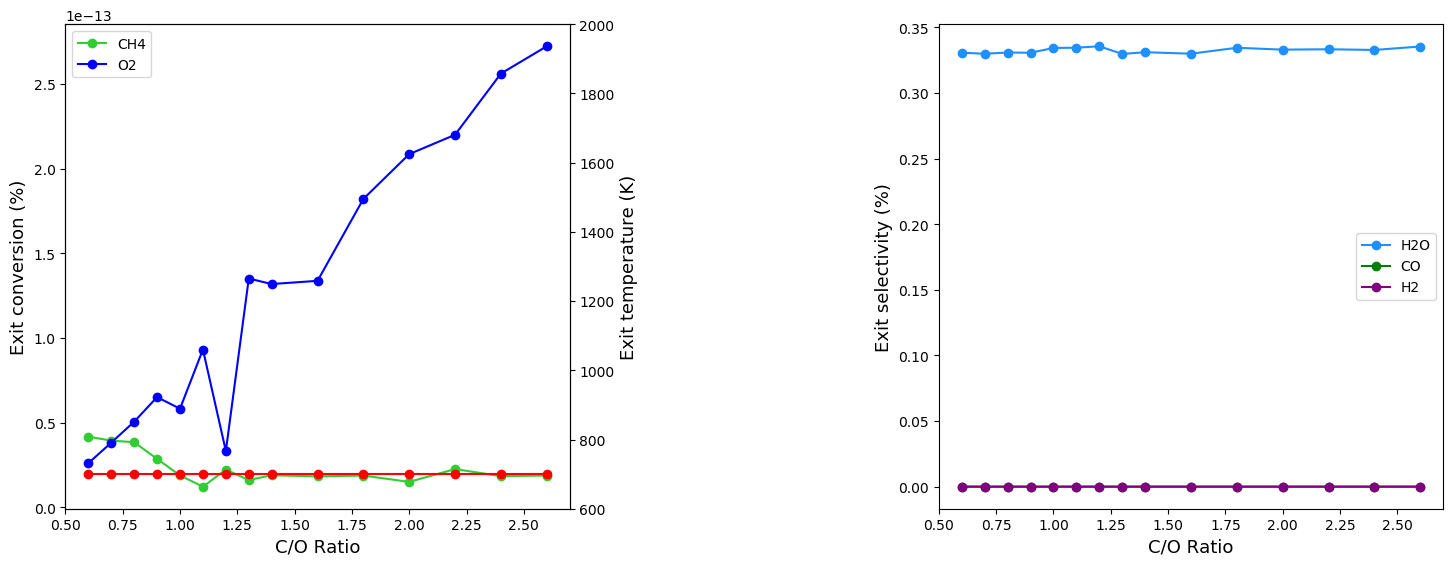 1e−13
CH4
O2
Exit conversion (%)
2.5
2.0
1.5
1.0
0.5
0.0
0.50 0.75 1.00 1.25 1.50 1.75 2.00 2.25 2.50
C/O Ratio
2000
1800
1600
1400
1200
1000
800
600
Exit temperature (K)
Exit selectivity (%)
0.35
0.30
0.25
0.20
0.15
0.10
0.05
0.00
H2O
CO
H2
0.50 0.75 1.00 1.25 1.50 1.75 2.00 2.25 2.50
C/O Ratio